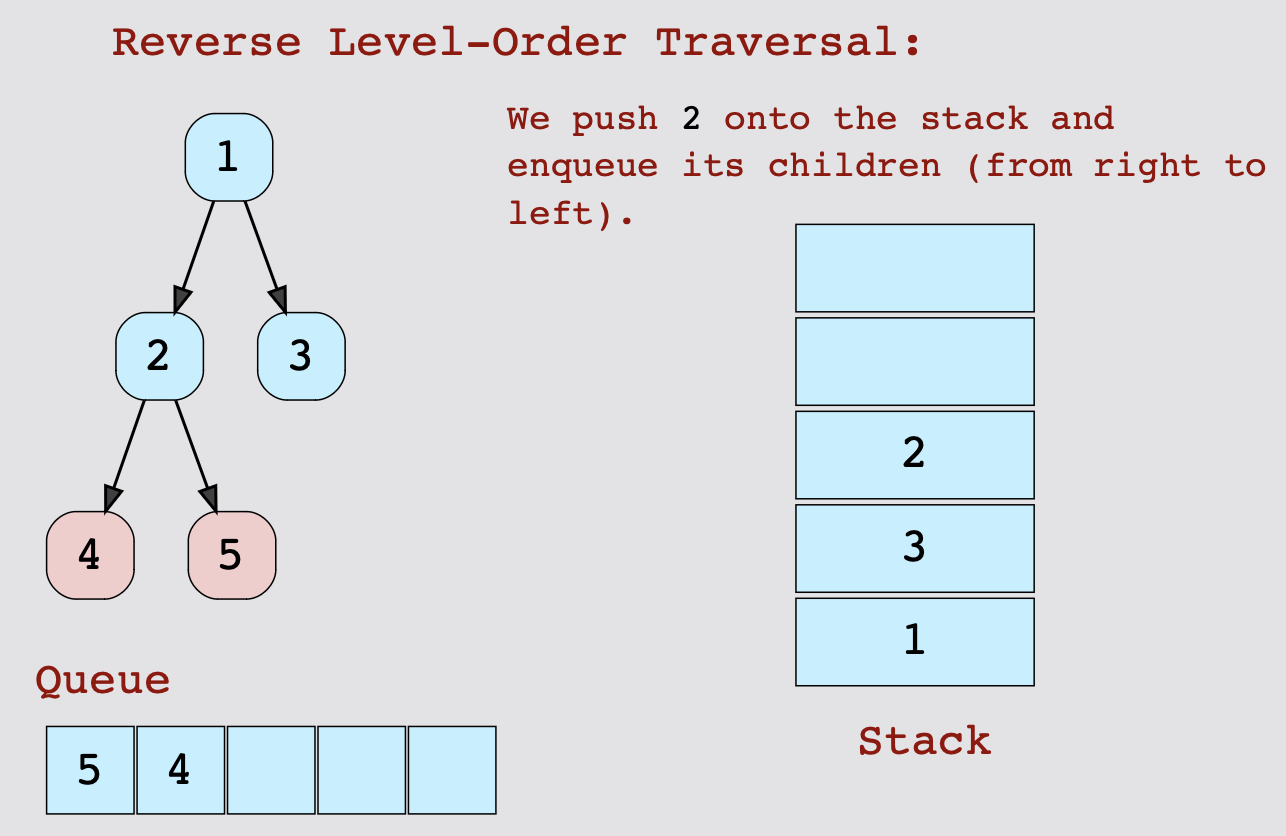 Reverse Level-Order Traversal:
We push 2 onto the stack and
enqueue its children (from right to
left).
1
2 3
4 5
2
3
1
Stack
Queue
5 4